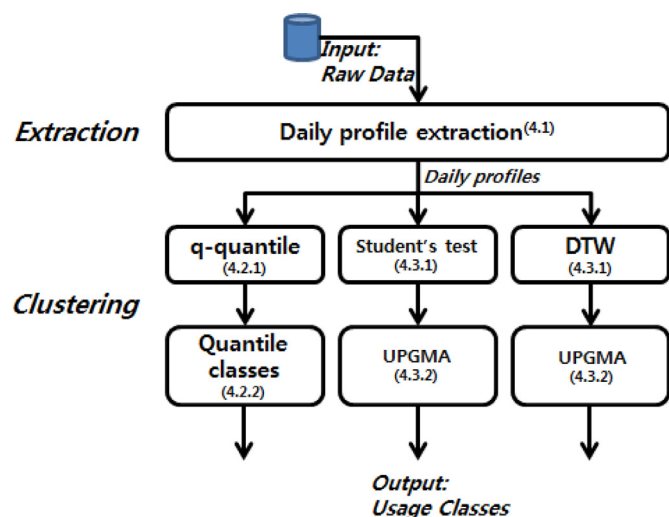 Input:
Raw Data
Extraction
Daily profile extraction(4.1)
Daily profiles
q-quantile
(4.2.1)
Student's test
(4.3.1)
DTW
(4.3.1)
Clustering
Quantile
classes
(4.2.2)
UPGMA
(4.3.2)
UPGMA
(4.3.2)
Output:
Usage Classes